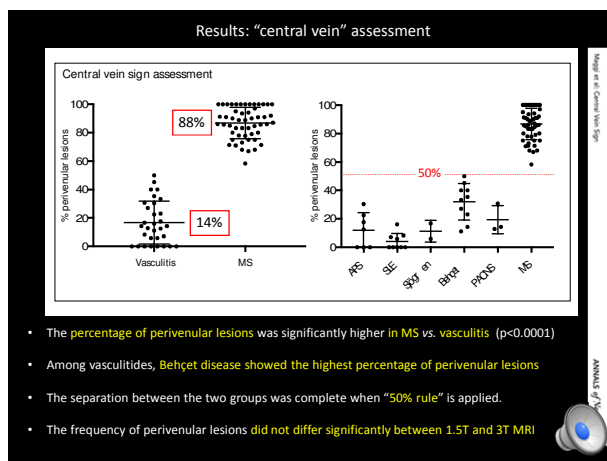 Results: “central vein” assessment
Central vein sign assessment
% perivenular lesions
100
80
60
40
20
0
88%
14%
Vasculitis
MS
% perivenular lesions
100
80
60
40
20
0
50%
APS
SLE
Sjögren
Behçet
PACNS
MS
• The percentage of perivenular lesions was significantly higher in MS vs. vasculitis (p<0.0001)
• Among vasculitides, Behçet disease showed the highest percentage of perivenular lesions
• The separation between the two groups was complete when “50% rule” is applied.
• The frequency of perivenular lesions did not differ significantly between 1.5T and 3T MRI
Maggi et al: Central Vein Sign
ANNALS of